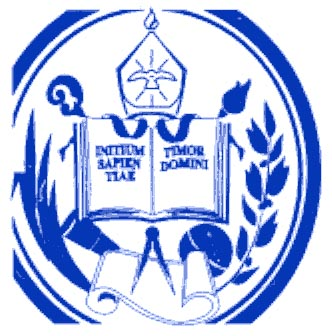 INITIUM
SAPIEN
TIAE
TIMOR
DOMINI